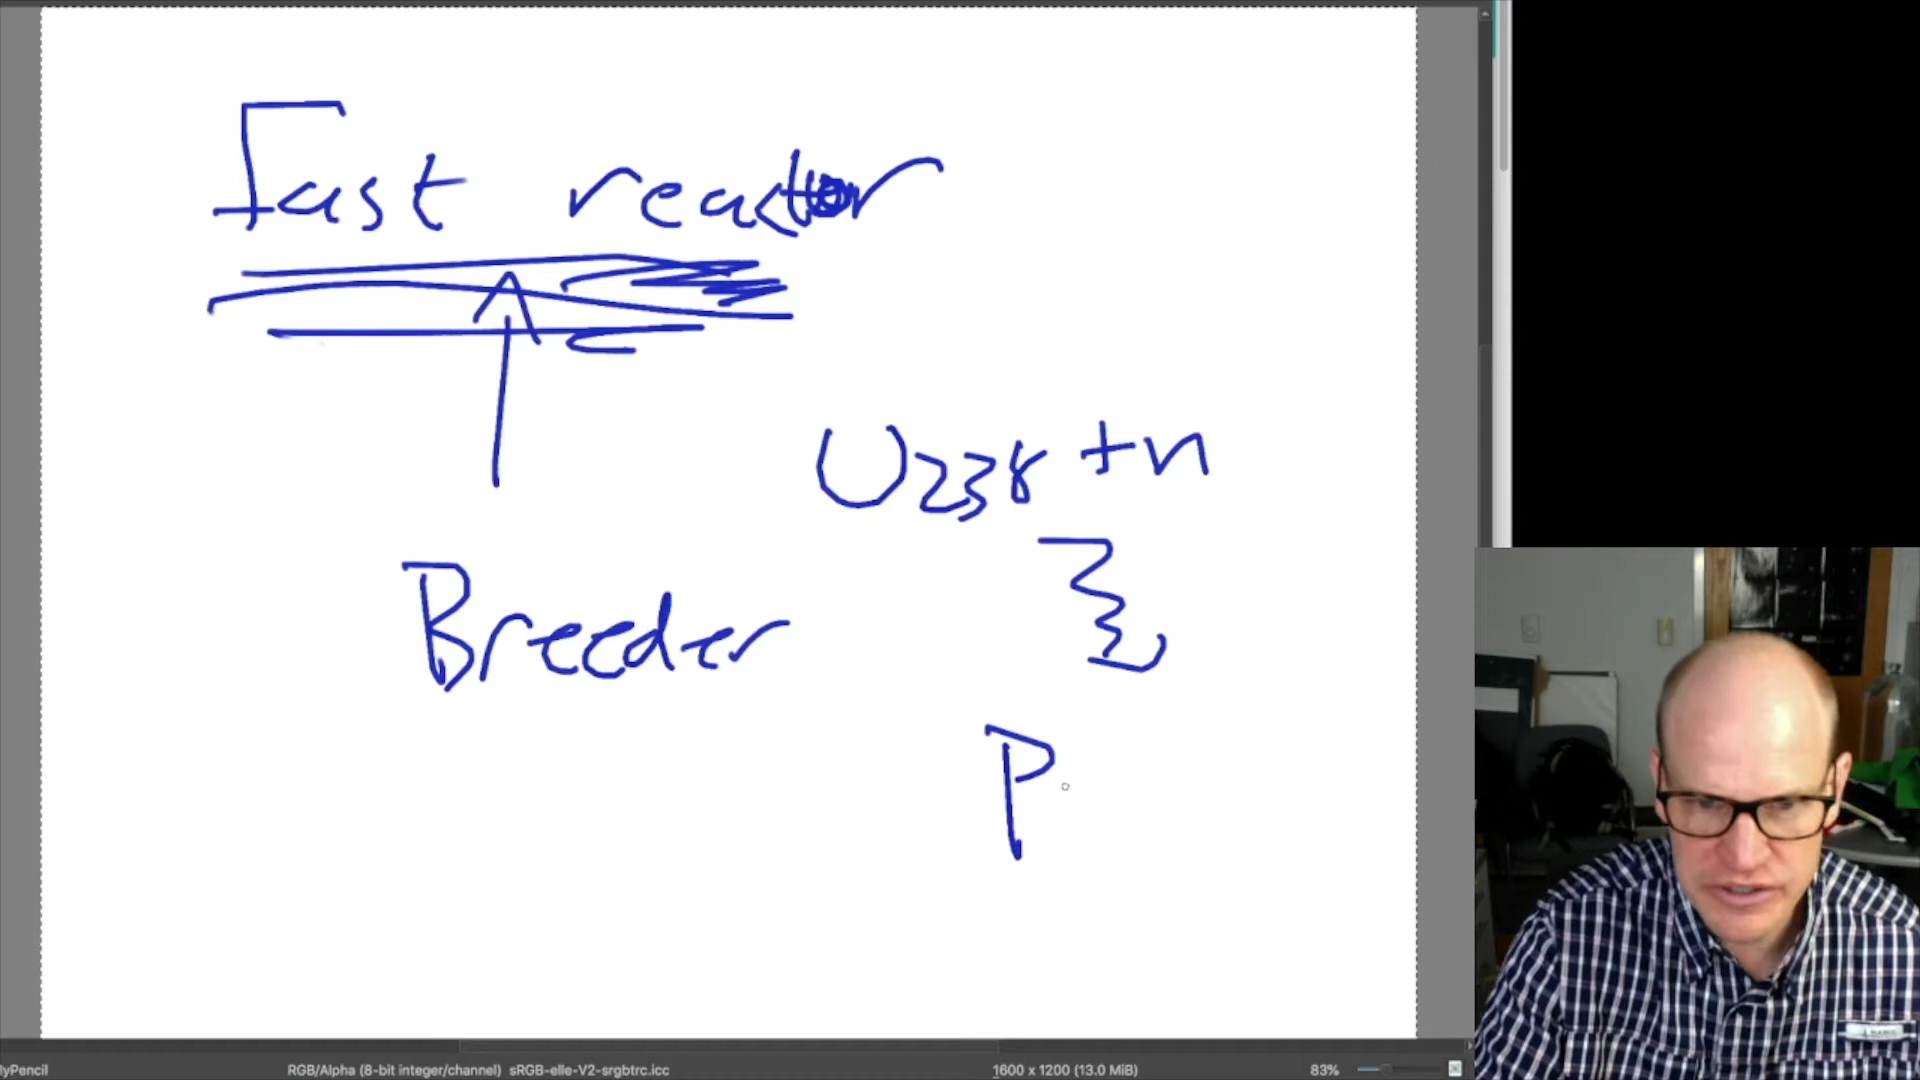 Fast reactor
U238 +n
Breeder
P
lyPencil RGB/Alpha (8-bit integer/channel) sRGB-elle-V2-srgbtrc.icc 1600 x 1200 (13.0 MiB) 83%